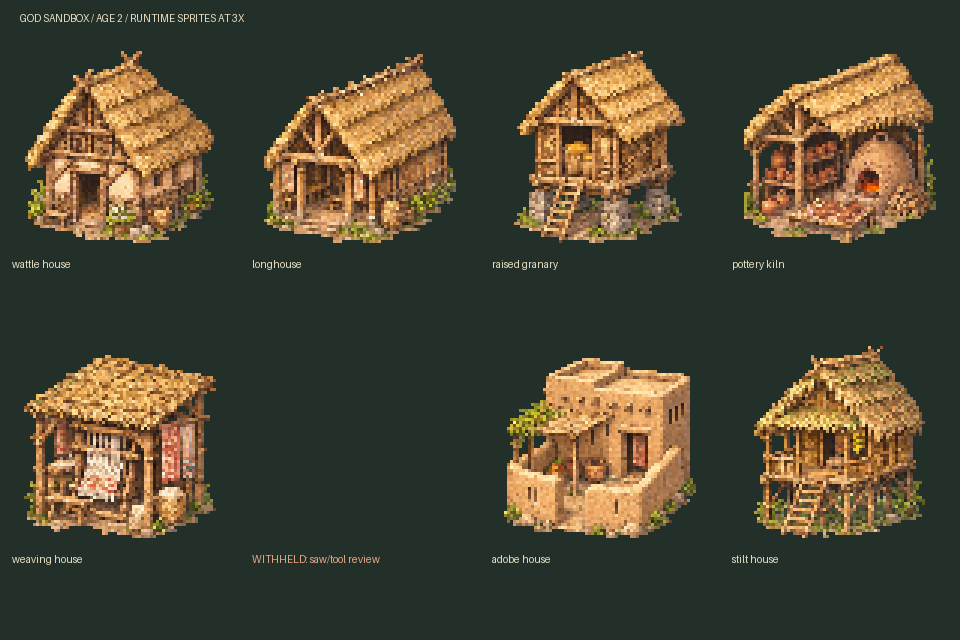 GOD SANDBOX / AGE 2 / RUNTIME SPRITES AT 3X
wattle house
longhouse
raised granary
pottery kiln
weaving house
WITHHELD: saw/tool review
adobe house
stilt house